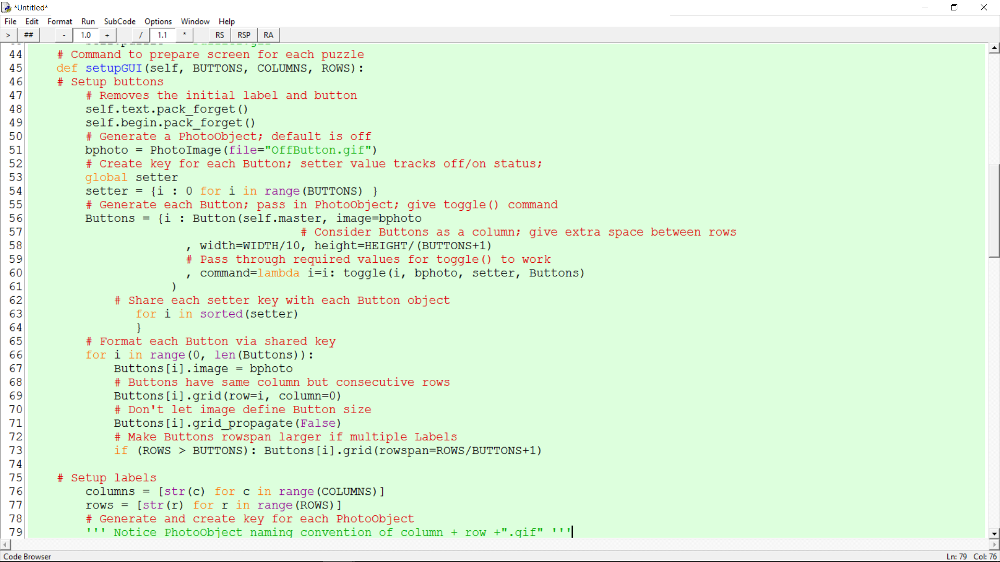 *Untitled*
File Edit Format Run SubCode Options Window Help
> ## - 1.0 + / 1.1 * RS RSP RA
44 # Command to prepare screen for each puzzle
45 def setupGUI(self, BUTTONS, COLUMNS, ROWS):
46 # Setup buttons
47 # Removes the initial label and button
48 self.text.pack_forget()
49 self.begin.pack_forget()
50 # Generate a PhotoObject; default is off
51 bphoto = PhotoImage(file="OffButton.gif")
52 # Create key for each Button; setter value tracks off/on status;
53 global setter
54 setter = {i : 0 for i in range(BUTTONS) }
55 # Generate each Button; pass in PhotoObject; give toggle() command
56 Buttons = {i : Button(self.master, image=bphoto
57 # Consider Buttons as a column; give extra space between rows
58 , width=WIDTH/10, height=HEIGHT/(BUTTONS+1)
59 # Pass through required values for toggle() to work
60 , command=lambda i=i: toggle(i, bphoto, setter, Buttons)
61 )
62 # Share each setter key with each Button object
63 for i in sorted(setter)
64 }
65 # Format each Button via shared key
66 for i in range(0, len(Buttons)):
67 Buttons[i].image = bphoto
68 # Buttons have same column but consecutive rows
69 Buttons[i].grid(row=i, column=0)
70 # Don't let image define Button size
71 Buttons[i].grid_propagate(False)
72 # Make Buttons rowspan larger if multiple Labels
73 if (ROWS > BUTTONS): Buttons[i].grid(rowspan=ROWS/BUTTONS+1)
74
75 # Setup labels
76 columns = [str(c) for c in range(COLUMNS)]
77 rows = [str(r) for r in range(ROWS)]
78 # Generate and create key for each PhotoObject
79 ''' Notice PhotoObject naming convention of column + row +".gif" '''
Code Browser
Ln: 79 Col: 76